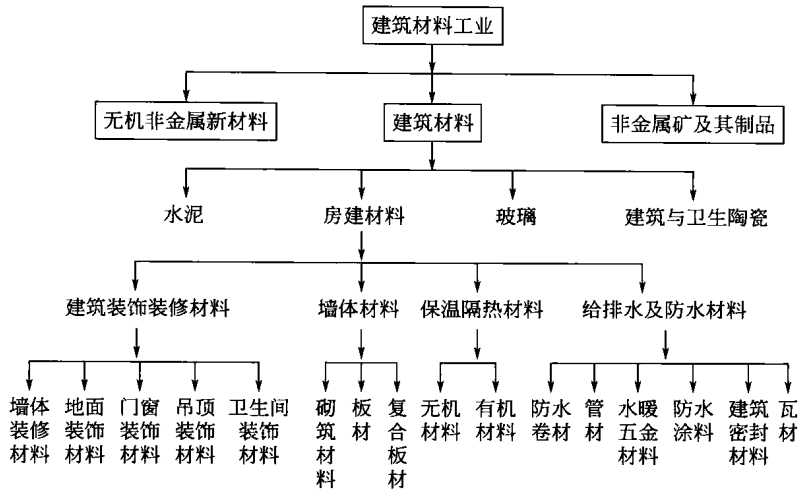 建筑材料工业
无机非金属新材料
建筑材料
非金属矿及其制品
水泥
房建材料
玻璃
建筑与卫生陶瓷
建筑装饰装修材料
墙体材料
保温隔热材料
给排水及防水材料
墙体
装修
材料
地面
装饰
材料
门窗
装饰
材料
吊顶
装饰
材料
卫生间
装饰
材料
砌
筑
材
料
板
材
复
合
板
材
无机
材料
有机
材料
防水
卷材
管
材
水暖
五金
材料
防水
涂料
建筑
密封
材料
瓦
材